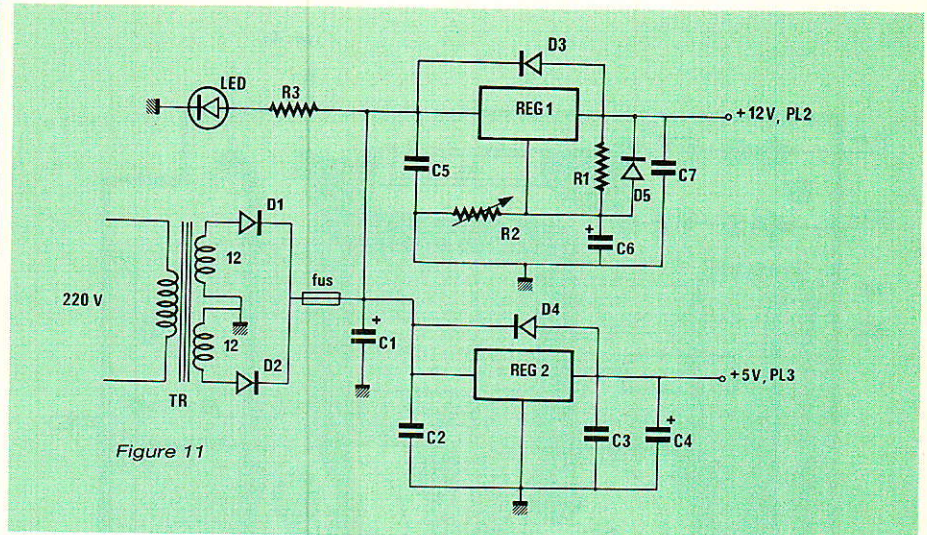 D3
LED
R3
REG 1
+12V, PL2
C5
R1
D5
C7
R2
+
C6
D1
12
fus
220 V
D4
+
C1
12
D2
REG 2
+5V, PL3
TR
C2
C3
+
C4
Figure 11